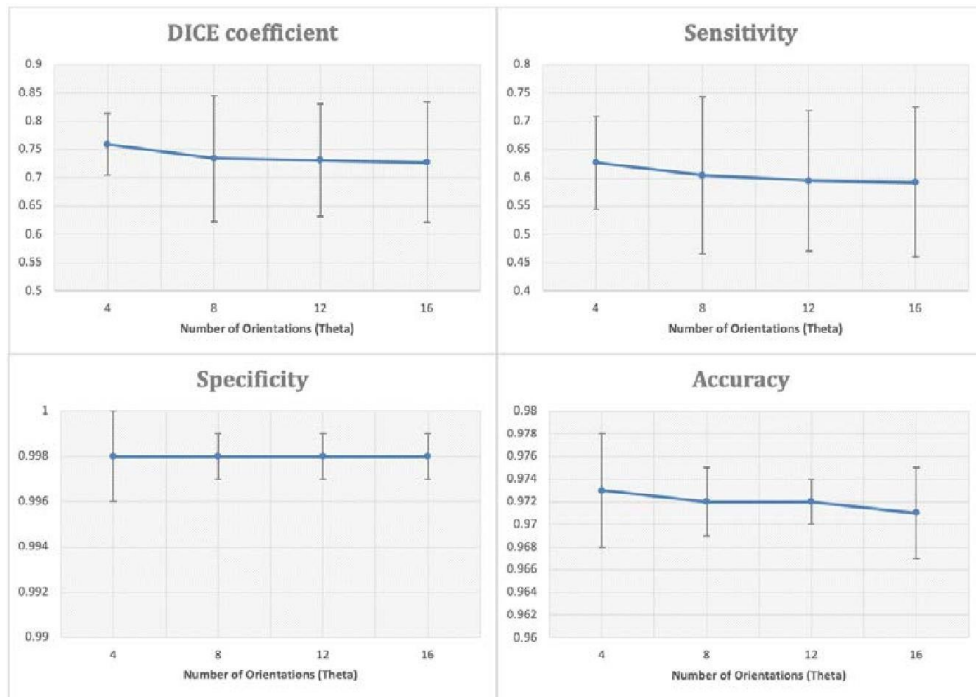 DICE coefficient
0.9
0.85
0.8
0.75
0.7
0.65
0.6
0.55
0.5
4 8 12 16
Number of Orientations (Theta)
Sensitivity
0.8
0.75
0.7
0.65
0.6
0.55
0.5
0.45
0.4
4 8 12 16
Number of Orientations (Theta)
Specificity
1
0.998
0.996
0.994
0.992
0.99
4 8 12 16
Number of Orientations (Theta)
Accuracy
0.98
0.978
0.976
0.974
0.972
0.97
0.968
0.966
0.964
0.962
0.96
4 8 12 16
Number of Orientations (Theta)